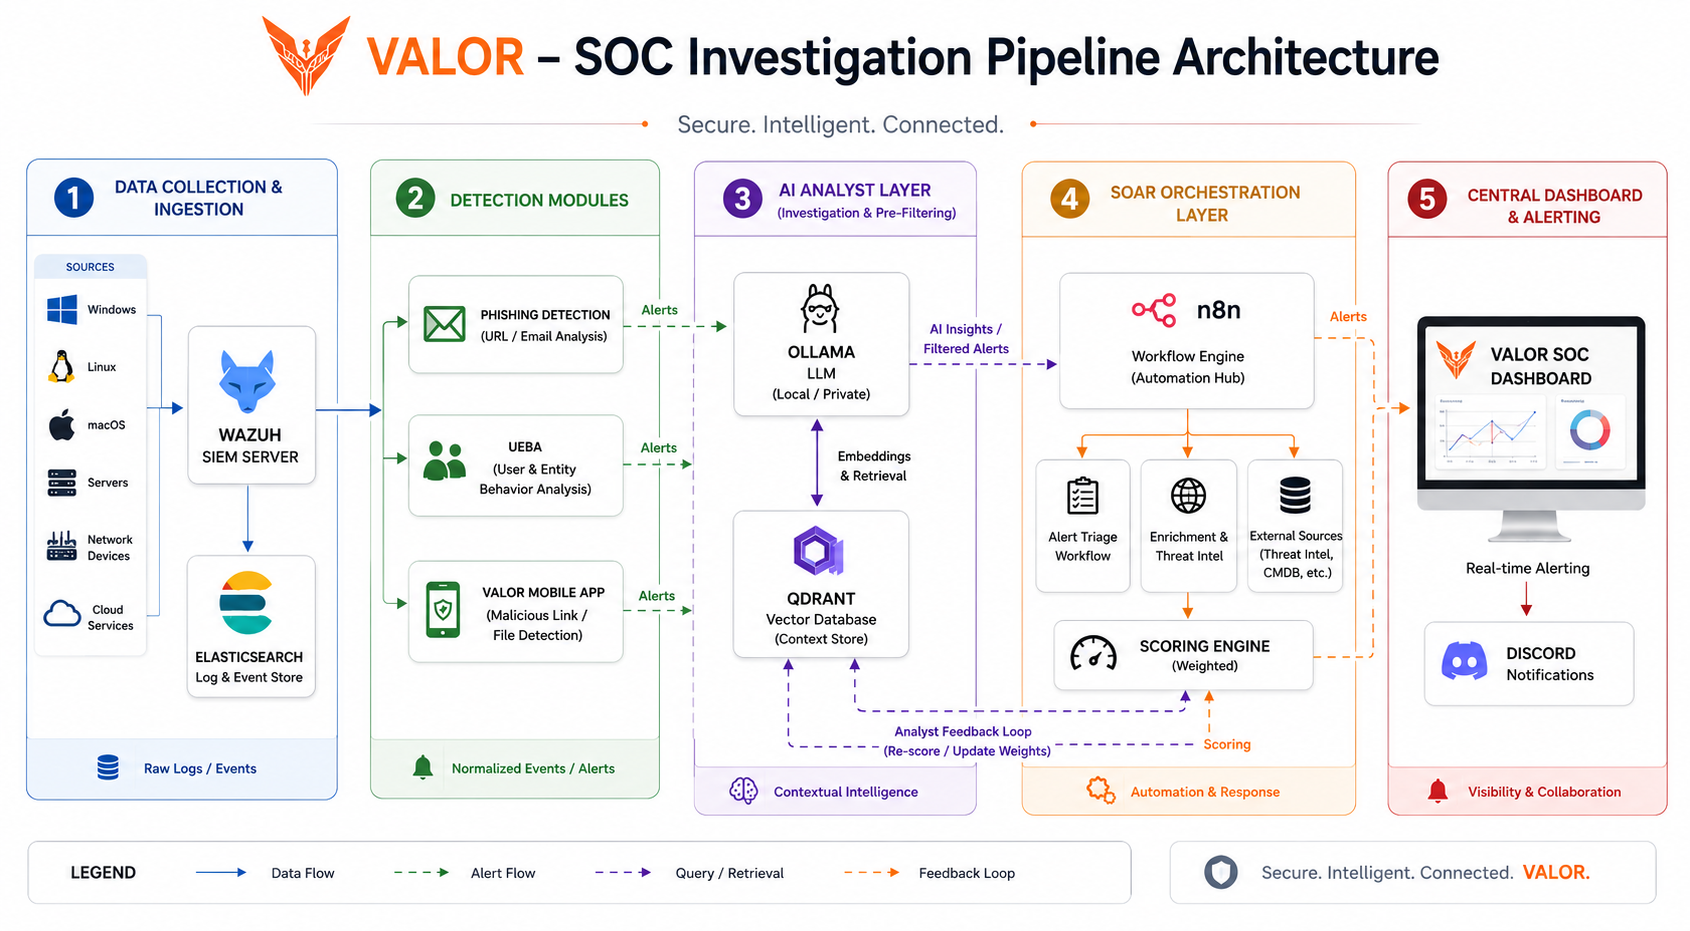 VALOR – SOC Investigation Pipeline Architecture
Secure. Intelligent. Connected.
1
DATA COLLECTION &
INGESTION
SOURCES
Windows
Linux
macOS
Servers
Network
Devices
Cloud
Services
WAZUH
SIEM SERVER
ELASTICSEARCH
Log & Event Store
Raw Logs / Events
2
DETECTION MODULES
PHISHING DETECTION
(URL / Email Analysis)
Alerts
UEBA
(User & Entity
Behavior Analysis)
Alerts
VALOR MOBILE APP
(Malicious Link /
File Detection)
Alerts
Normalized Events / Alerts
3
AI ANALYST LAYER
(Investigation & Pre-Filtering)
OLLAMA
LLM
(Local / Private)
Embeddings
& Retrieval
QDRANT
Vector Database
(Context Store)
AI Insights /
Filtered Alerts
Analyst Feedback Loop
(Re-score / Update Weights)
Contextual Intelligence
4
SOAR ORCHESTRATION
LAYER
n8n
Workflow Engine
(Automation Hub)
Alerts
Alert Triage
Workflow
Enrichment &
Threat Intel
External Sources
(Threat Intel,
CMDB, etc.)
SCORING ENGINE
(Weighted)
Scoring
Automation & Response
5
CENTRAL DASHBOARD
& ALERTING
VALOR SOC
DASHBOARD
Real-time Alerting
DISCORD
Notifications
Visibility & Collaboration
LEGEND
Data Flow
Alert Flow
Query / Retrieval
Feedback Loop
Secure. Intelligent. Connected. VALOR.